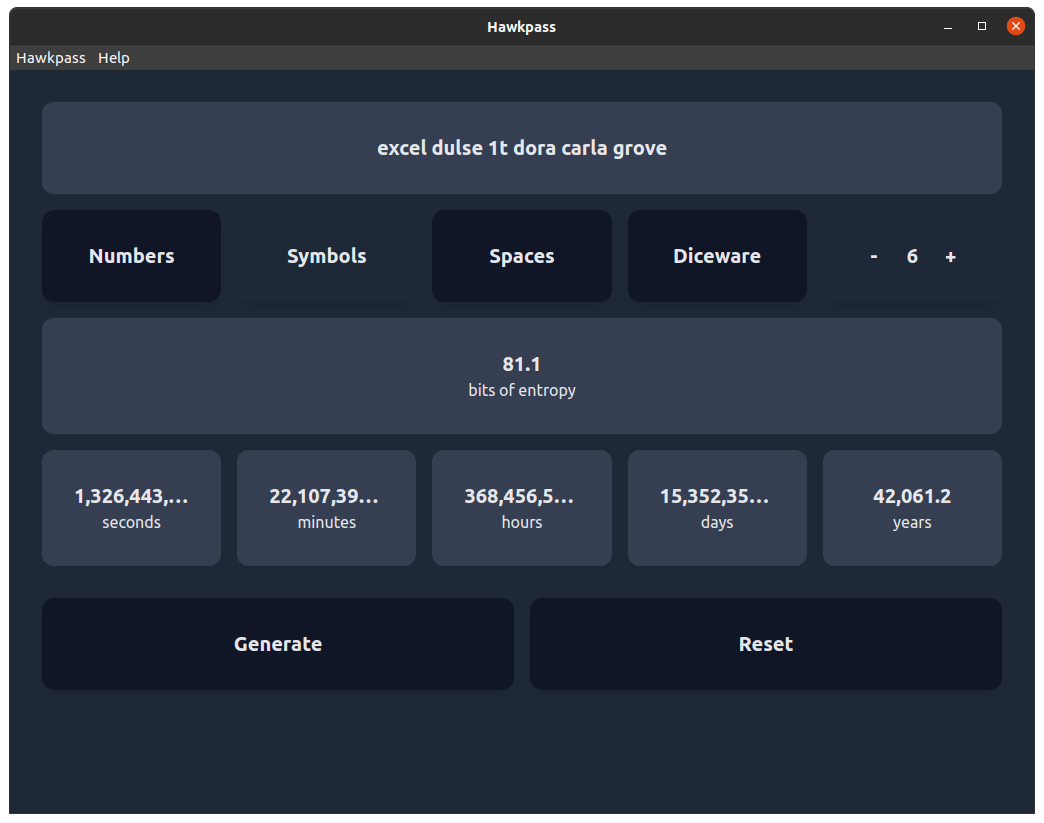 Hawkpass
Hawkpass Help
excel dulse 1t dora carla grove
Numbers Symbols Spaces Diceware - 6 +
81.1
bits of entropy
1,326,443,... 22,107,39... 368,456,5... 15,352,35... 42,061.2
seconds minutes hours days years
Generate Reset